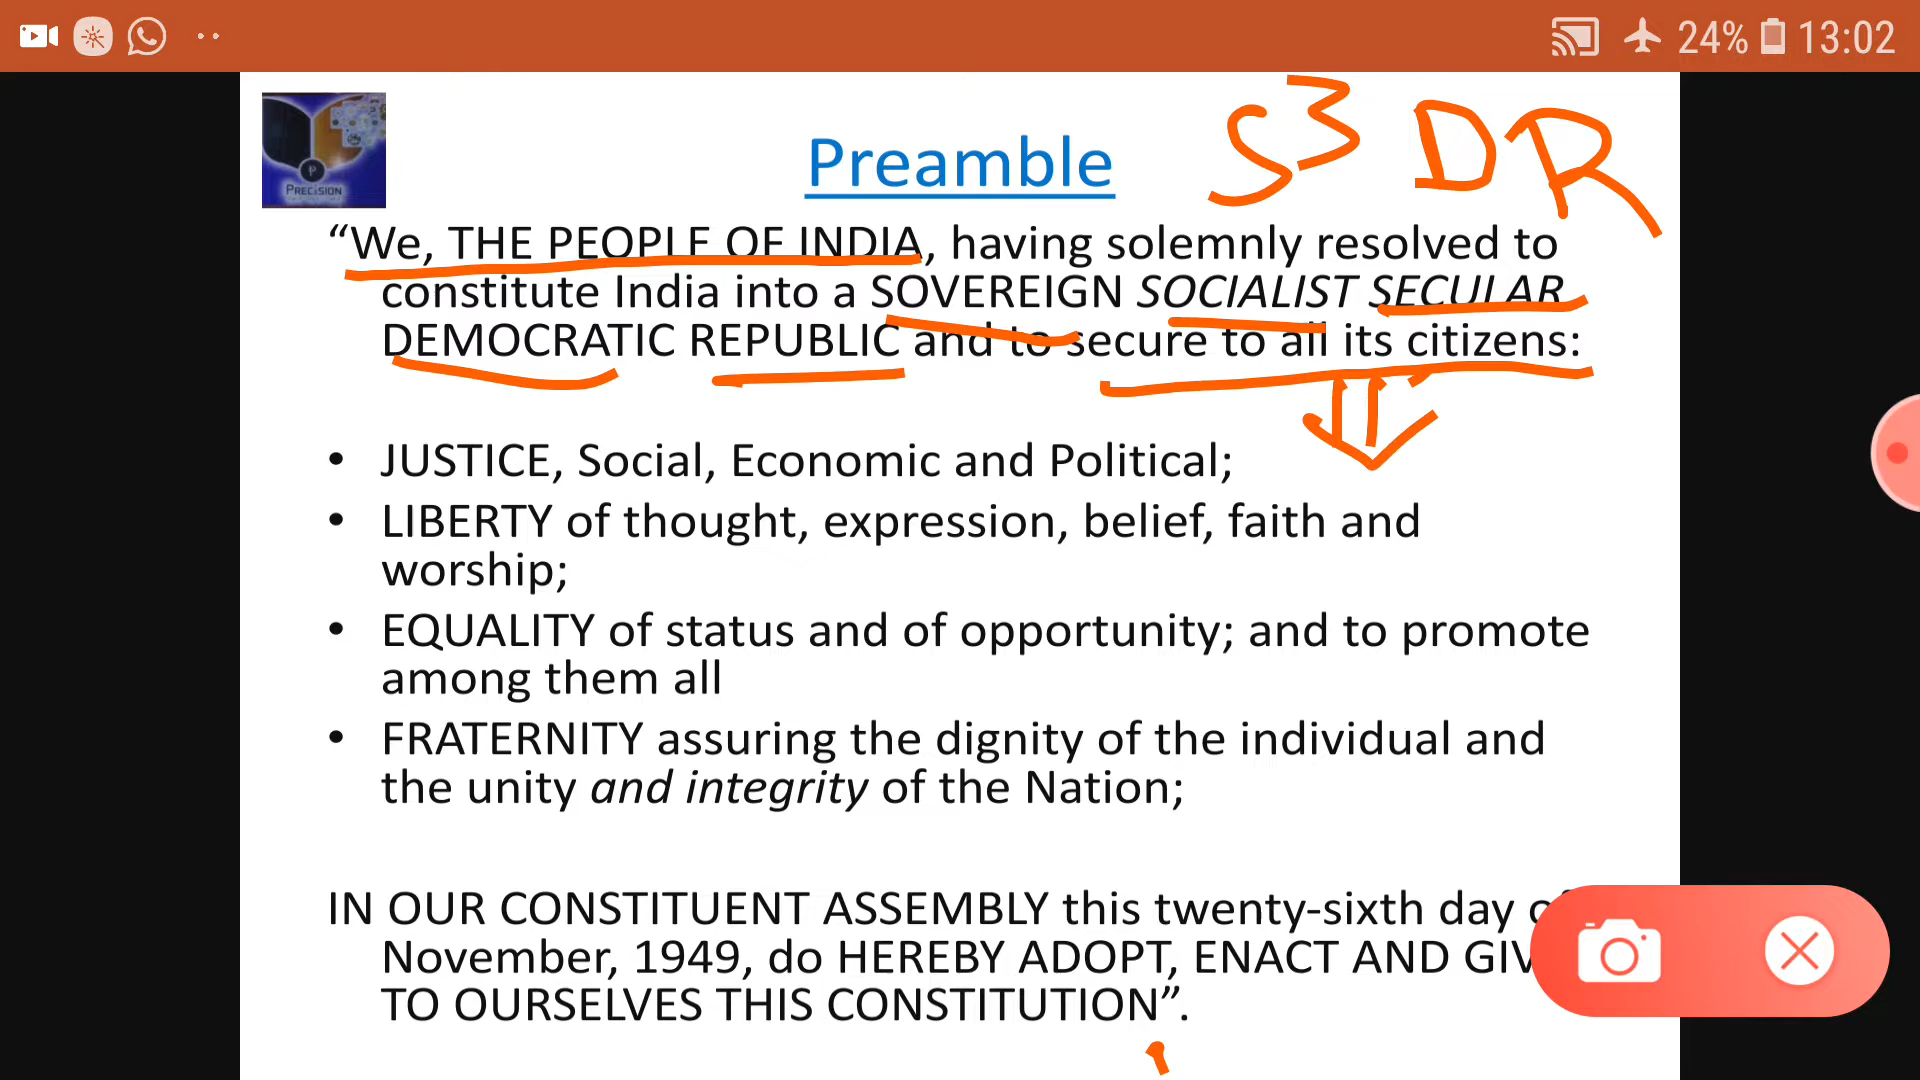 24% 13:02
PRECISION
Preamble
S³ DR
“We, THE PEOPLE OF INDIA, having solemnly resolved to
constitute India into a SOVEREIGN SOCIALIST SECULAR
DEMOCRATIC REPUBLIC and to secure to all its citizens:
• JUSTICE, Social, Economic and Political;
• LIBERTY of thought, expression, belief, faith and
worship;
• EQUALITY of status and of opportunity; and to promote
among them all
• FRATERNITY assuring the dignity of the individual and
the unity and integrity of the Nation;
IN OUR CONSTITUENT ASSEMBLY this twenty-sixth day
November, 1949, do HEREBY ADOPT, ENACT AND
TO OURSELVES THIS CONSTITUTION”.